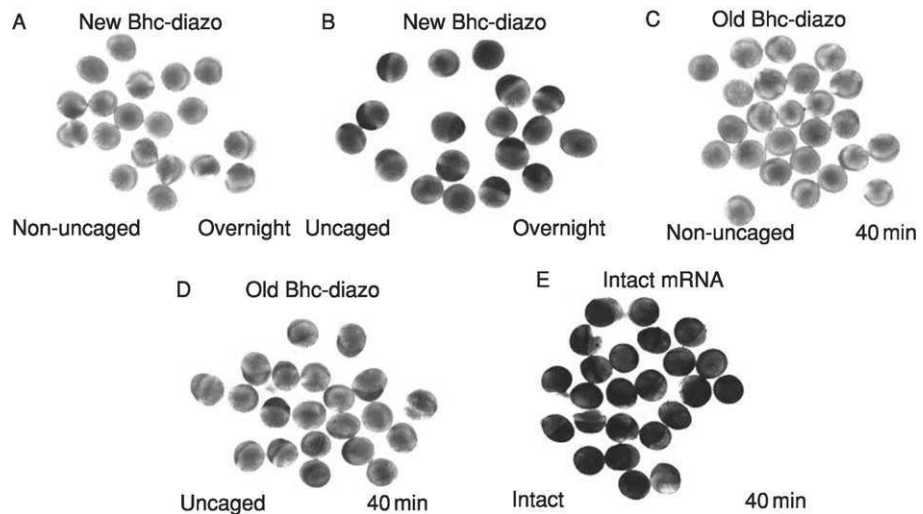 A New Bhc-diazo
Non-uncaged Overnight
B New Bhc-diazo
Uncaged Overnight
C Old Bhc-diazo
Non-uncaged 40 min
D Old Bhc-diazo
Uncaged 40 min
E Intact mRNA
Intact 40 min